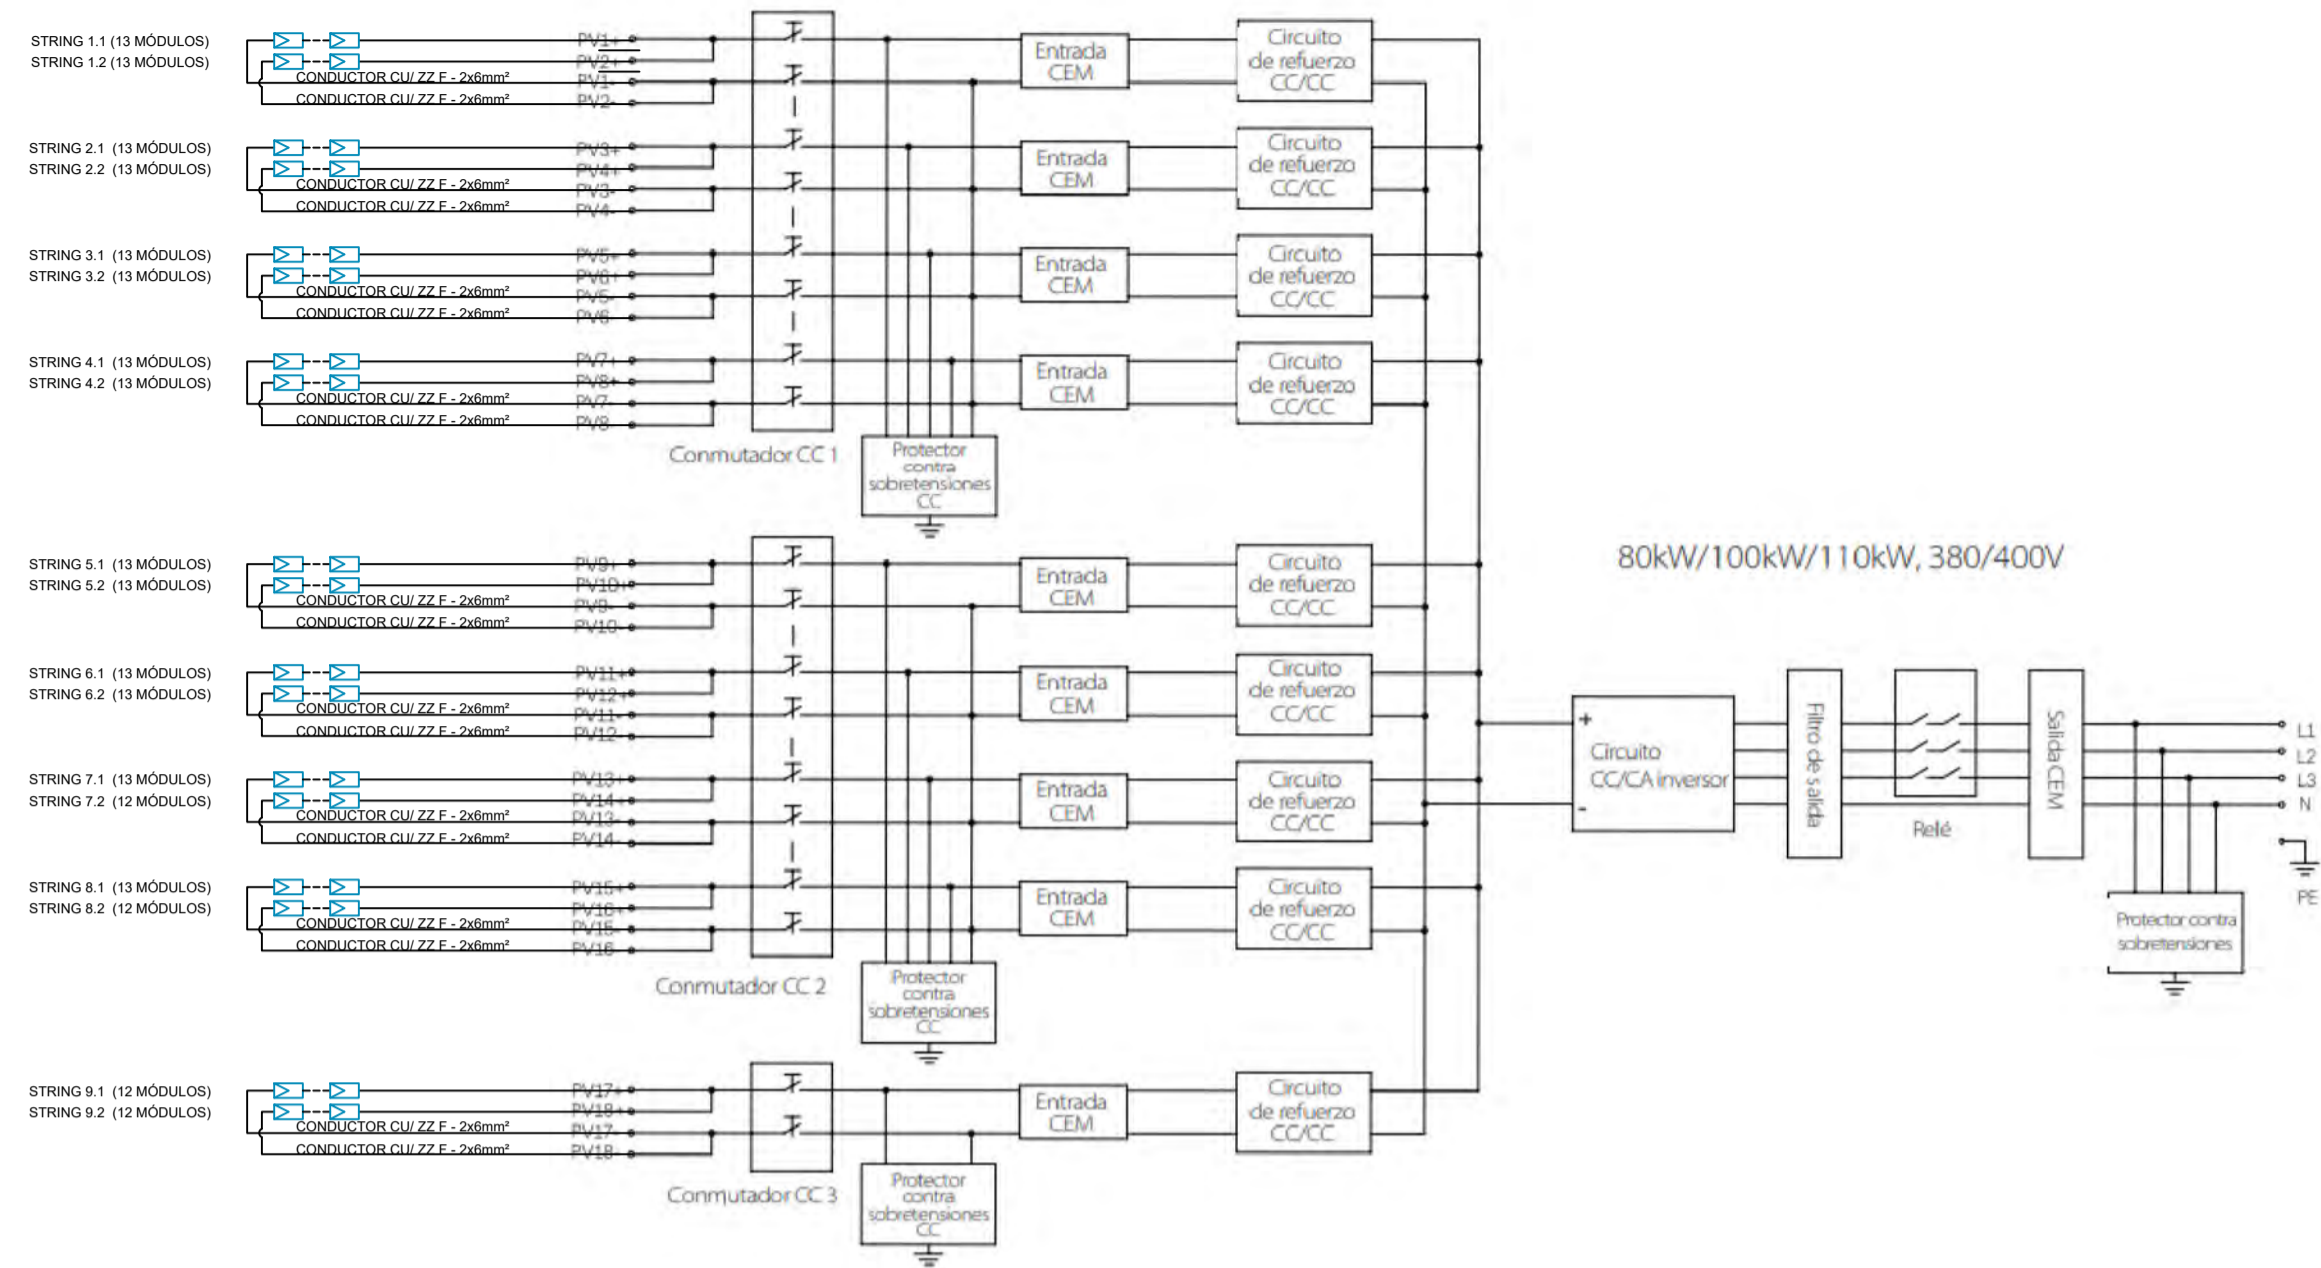 STRING 1.1 (13 MÓDULOS)
STRING 1.2 (13 MÓDULOS)
CONDUCTOR CU/ ZZ F - 2x6mm²
CONDUCTOR CU/ ZZ F - 2x6mm²
PV1+
PV2+
PV1-
PV2-
Entrada
CEM
Circuito
de refuerzo
CC/CC
STRING 2.1 (13 MÓDULOS)
STRING 2.2 (13 MÓDULOS)
CONDUCTOR CU/ ZZ F - 2x6mm²
CONDUCTOR CU/ ZZ F - 2x6mm²
PV3+
PV4+
PV3-
PV4-
Entrada
CEM
Circuito
de refuerzo
CC/CC
STRING 3.1 (13 MÓDULOS)
STRING 3.2 (13 MÓDULOS)
CONDUCTOR CU/ ZZ F - 2x6mm²
CONDUCTOR CU/ ZZ F - 2x6mm²
PV5+
PV6+
PV5-
PV6-
Entrada
CEM
Circuito
de refuerzo
CC/CC
STRING 4.1 (13 MÓDULOS)
STRING 4.2 (13 MÓDULOS)
CONDUCTOR CU/ ZZ F - 2x6mm²
CONDUCTOR CU/ ZZ F - 2x6mm²
PV7+
PV8+
PV7-
PV8-
Entrada
CEM
Circuito
de refuerzo
CC/CC
Conmutador CC 1
Protector
contra
sobretensiones
CC
STRING 5.1 (13 MÓDULOS)
STRING 5.2 (13 MÓDULOS)
CONDUCTOR CU/ ZZ F - 2x6mm²
CONDUCTOR CU/ ZZ F - 2x6mm²
PV9+
PV10+
PV9-
PV10-
Entrada
CEM
Circuito
de refuerzo
CC/CC
80kW/100kW/110kW, 380/400V
STRING 6.1 (13 MÓDULOS)
STRING 6.2 (13 MÓDULOS)
CONDUCTOR CU/ ZZ F - 2x6mm²
CONDUCTOR CU/ ZZ F - 2x6mm²
PV11+
PV12+
PV11-
PV12-
Entrada
CEM
Circuito
de refuerzo
CC/CC
STRING 7.1 (13 MÓDULOS)
STRING 7.2 (12 MÓDULOS)
CONDUCTOR CU/ ZZ F - 2x6mm²
CONDUCTOR CU/ ZZ F - 2x6mm²
PV13+
PV14+
PV13-
PV14-
Entrada
CEM
Circuito
de refuerzo
CC/CC
STRING 8.1 (13 MÓDULOS)
STRING 8.2 (12 MÓDULOS)
CONDUCTOR CU/ ZZ F - 2x6mm²
CONDUCTOR CU/ ZZ F - 2x6mm²
PV15+
PV16+
PV15-
PV16-
Entrada
CEM
Circuito
de refuerzo
CC/CC
Conmutador CC 2
Protector
contra
sobretensiones
CC
+
Circuito
CC/CA inversor
-
Filtro de salida
Relé
Salida CEM
L1
L2
L3
N
PE
Protector contra
sobretensiones
STRING 9.1 (12 MÓDULOS)
STRING 9.2 (12 MÓDULOS)
CONDUCTOR CU/ ZZ F - 2x6mm²
CONDUCTOR CU/ ZZ F - 2x6mm²
PV17+
PV18+
PV17-
PV18-
Entrada
CEM
Circuito
de refuerzo
CC/CC
Conmutador CC 3
Protector
contra
sobretensiones
CC